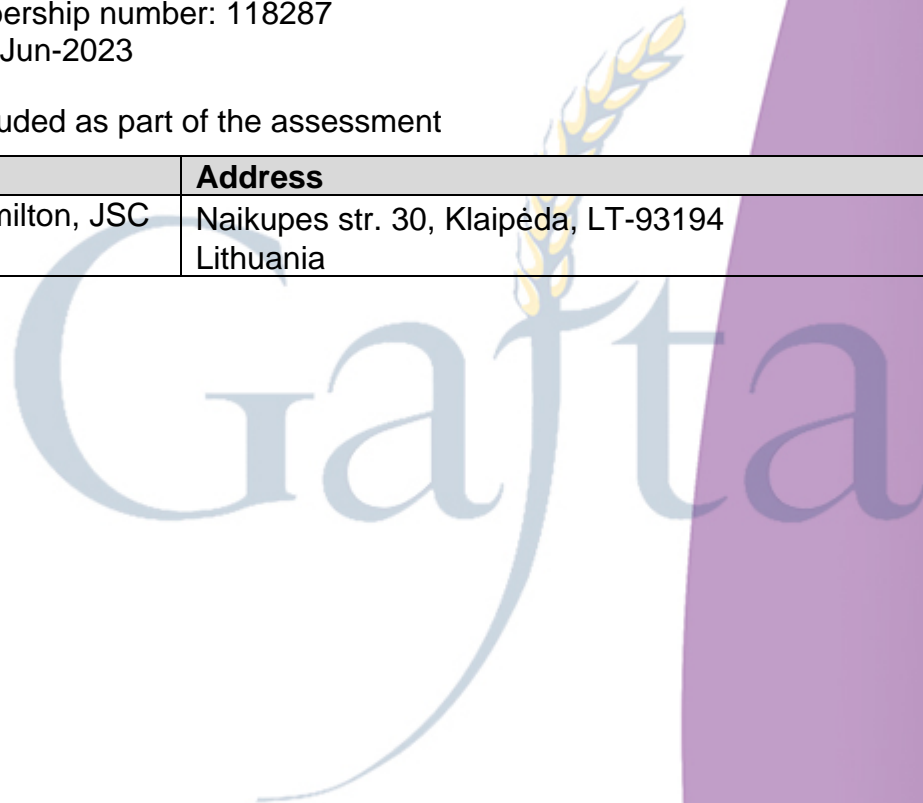 pership number: 118287
Jun-2023
uded as part of the assessment
Address
milton, JSC
Naikupes str. 30, Klaipėda, LT-93194
Lithuania
Gafta